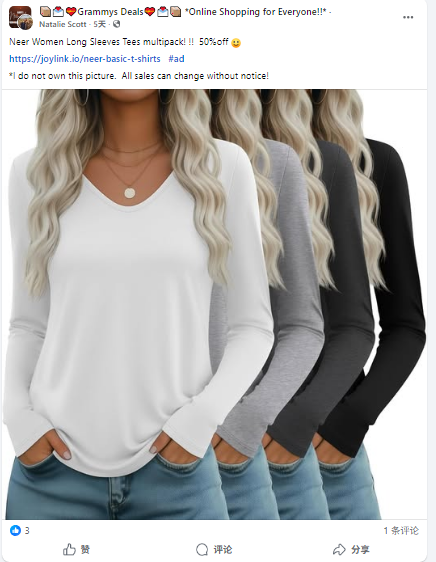 Grammys Deals *Online Shopping for Everyone!!* ·
Natalie Scott · 5天 ·
Neer Women Long Sleeves Tees multipack! !! 50%off
https://joylink.io/neer-basic-t-shirts #ad
*I do not own this picture. All sales can change without notice!
3
1 条评论
赞 评论 分享